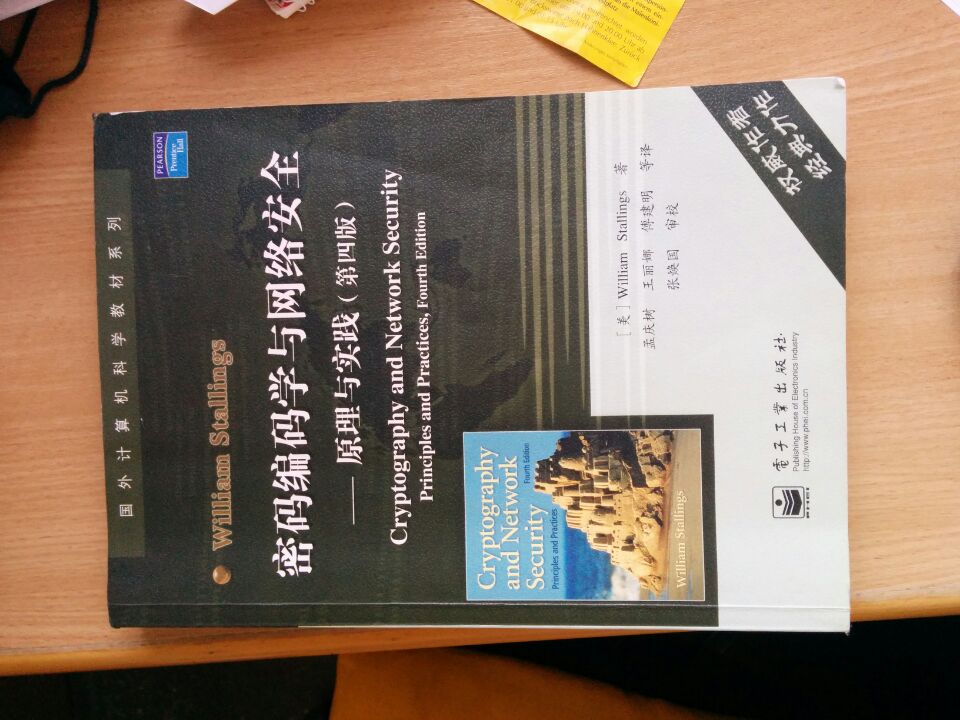 国外计算机科学教材系列
PEARSON
Prentice
Hall
William Stallings
密码编码学与网络安全
——原理与实践（第四版）
Cryptography and Network Security
Principles and Practices, Fourth Edition
Cryptography
and Network
Security
Fourth Edition
Principles and Practices
William Stallings
[美] William Stallings 著
孟庆树 王丽娜 傅建明 等译
张焕国 审校
权威作者
经典力作
PHEI
電子工業出版社
Publishing House of Electronics Industry
http://www.phei.com.cn